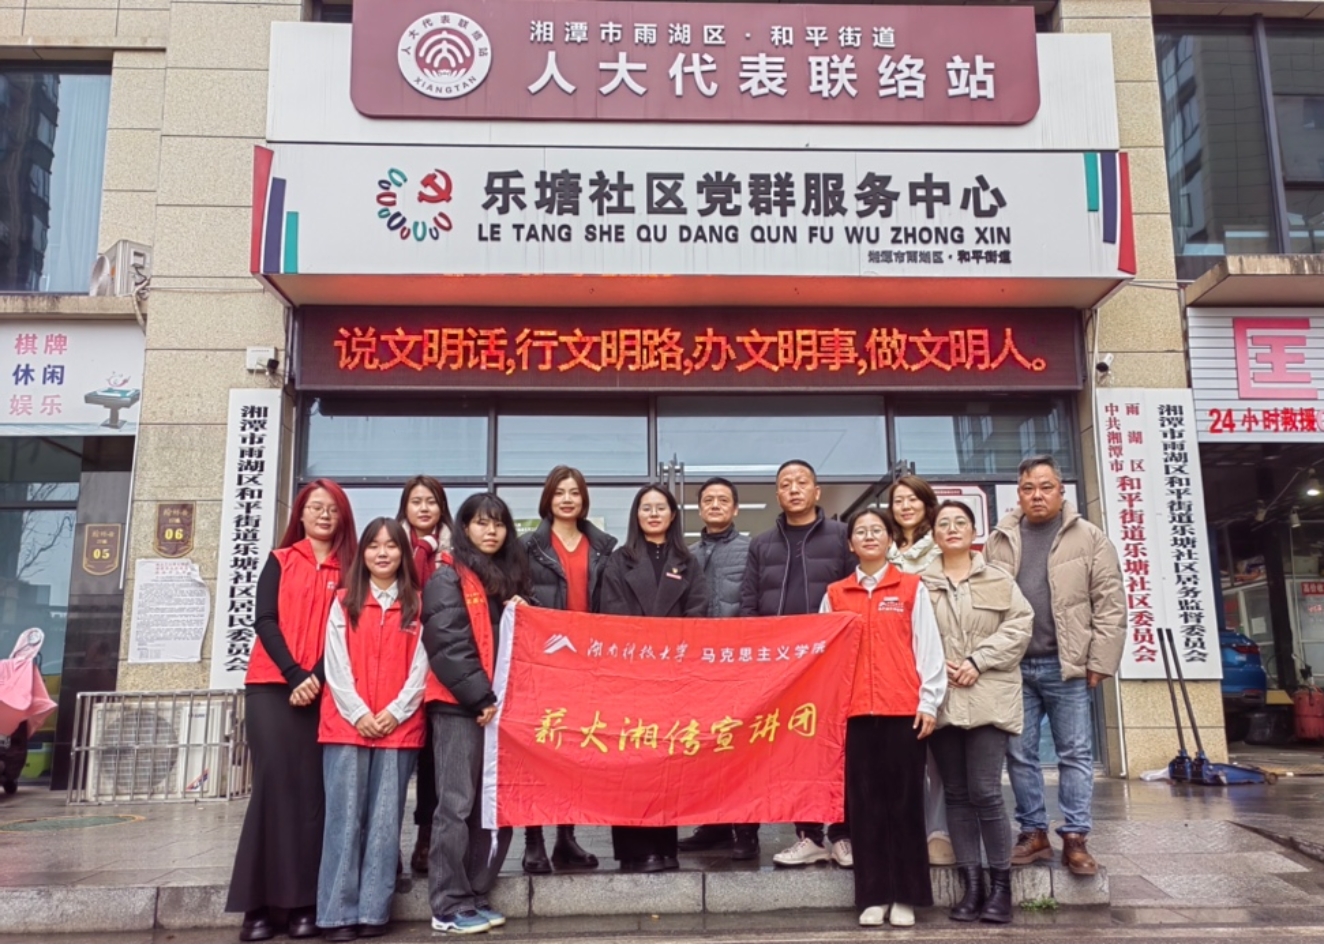 人大代表联络站
XIANGTAN
湘潭市雨湖区·和平街道
人大代表联络站
乐塘社区党群服务中心
LE TANG SHE QU DANG QUN FU WU ZHONG XIN
湘潭市雨湖区·和平街道
说文明话,行文明路,办文明事,做文明人。
棋牌
休闲
娱乐
湘潭市雨湖区和平街道乐塘社区居民委员会
中共湘潭市
雨湖区
和平街道乐塘社区委员会
湘潭市雨湖区和平街道乐塘社区居务监督委员会
匡
24小时救援
05
06
湖南科技大学 马克思主义学院
薪火湘传宣讲团